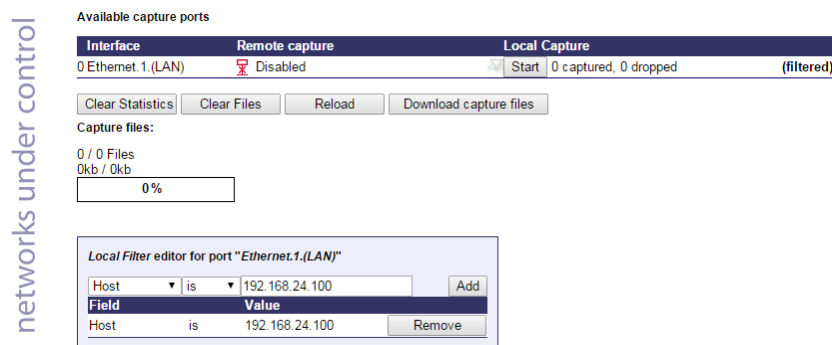 networks under control
Available capture ports
Interface Remote capture Local Capture
0 Ethernet.1.(LAN) Disabled Start 0 captured, 0 dropped (filtered)
Clear Statistics Clear Files Reload Download capture files
Capture files:
0 / 0 Files
0kb / 0kb
0%
Local Filter editor for port "Ethernet.1.(LAN)"
Host is 192.168.24.100 Add
Field Value
Host is 192.168.24.100 Remove